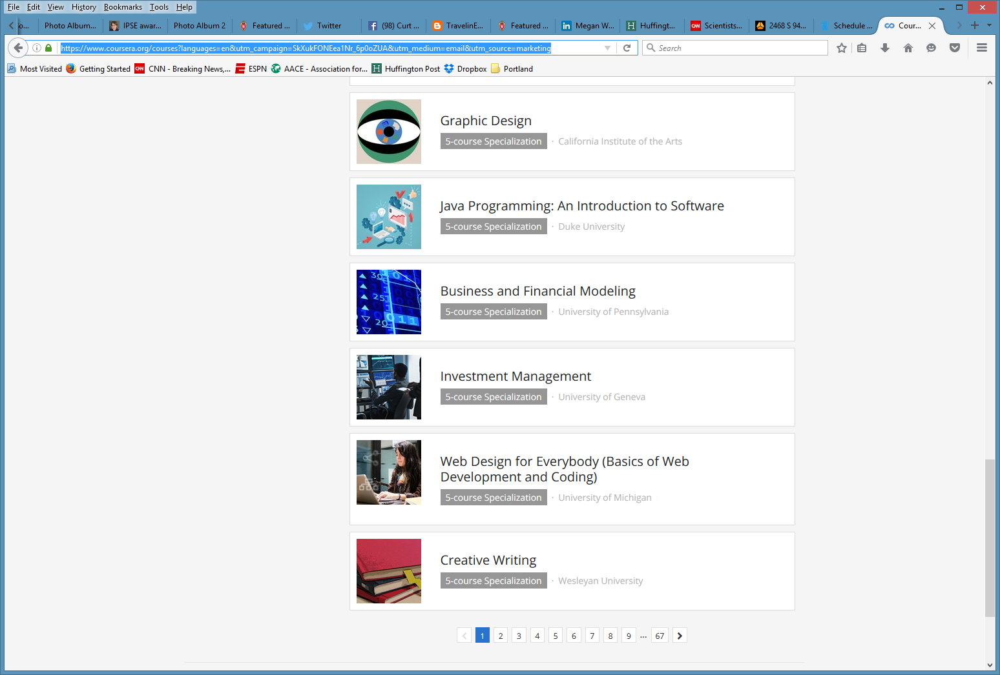 File Edit View History Bookmarks Tools Help
o... Photo Album... IPSE awar... Photo Album 2 Featured ... Twitter (98) Curt ... TravelinE... Featured ... Megan W... Huffingt... Scientists... 2468 S 94... Schedule ... Cour...
https://www.coursera.org/courses?languages=en&utm_campaign=SkXukFONEea1Nr_6p0oZUA&utm_medium=email&utm_source=marketing Search
Most Visited Getting Started CNN - Breaking News,... ESPN AACE - Association for... Huffington Post Dropbox Portland
Graphic Design
5-course Specialization · California Institute of the Arts
Java Programming: An Introduction to Software
5-course Specialization · Duke University
Business and Financial Modeling
5-course Specialization · University of Pennsylvania
Investment Management
5-course Specialization · University of Geneva
Web Design for Everybody (Basics of Web
Development and Coding)
5-course Specialization · University of Michigan
Creative Writing
5-course Specialization · Wesleyan University
1 2 3 4 5 6 7 8 9 ... 67